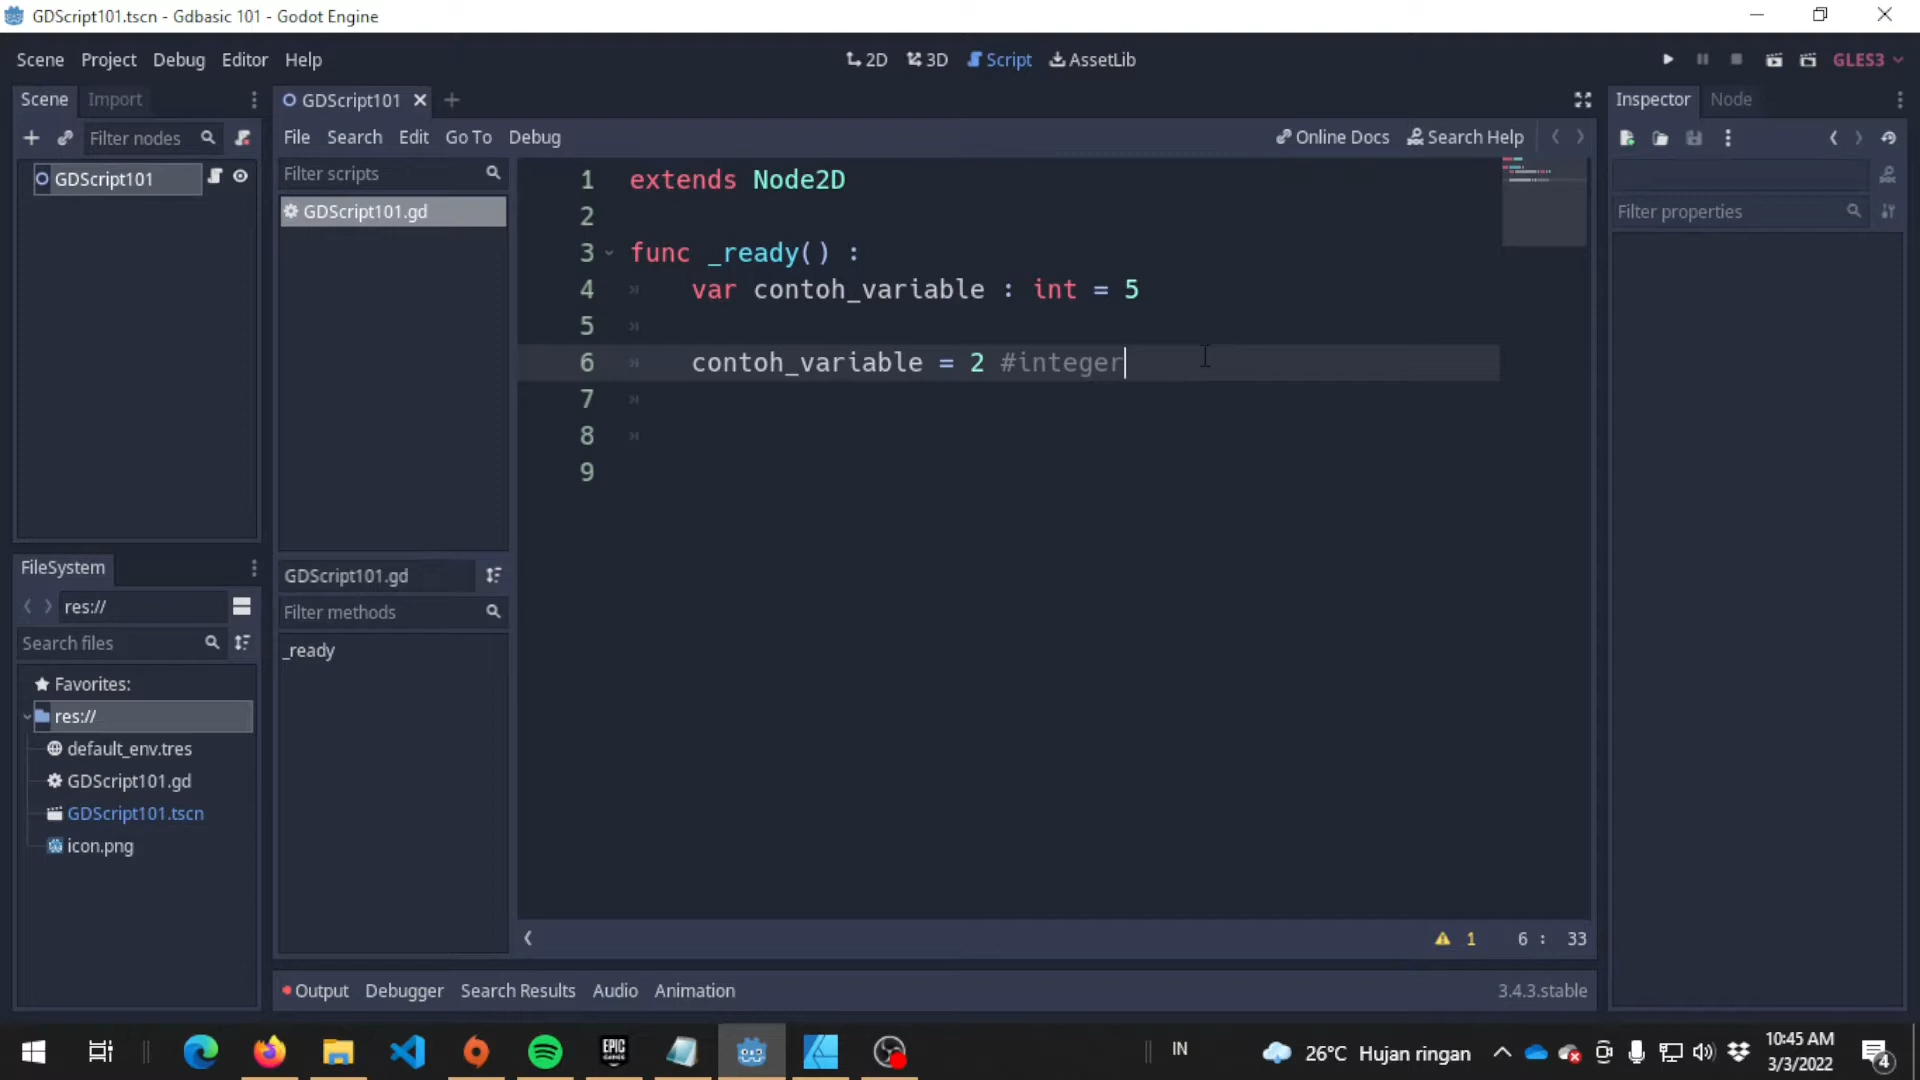 GDScript101.tscn - Gdbasic 101 - Godot Engine
Scene Project Debug Editor Help
2D 3D Script AssetLib
GLES3
Scene Import
GDScript101
Inspector Node
Filter nodes
File Search Edit Go To Debug
Online Docs Search Help
GDScript101
Filter scripts
GDScript101.gd
Filter properties
1 extends Node2D
2
3 func _ready() :
4 var contoh_variable : int = 5
5
6 contoh_variable = 2 #integer
7
8
9
FileSystem
res://
Search files
Favorites:
res://
default_env.tres
GDScript101.gd
GDScript101.tscn
icon.png
GDScript101.gd
Filter methods
_ready
1 6 : 33
Output Debugger Search Results Audio Animation
3.4.3.stable
EPIC GAMES
IN
26°C Hujan ringan
10:45 AM
3/3/2022
4